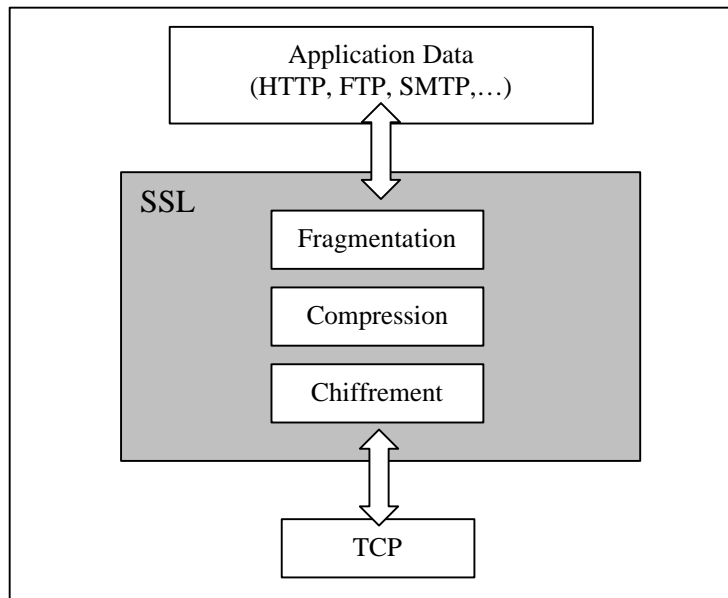 Application Data
(HTTP, FTP, SMTP,…)
SSL
Fragmentation
Compression
Chiffrement
TCP